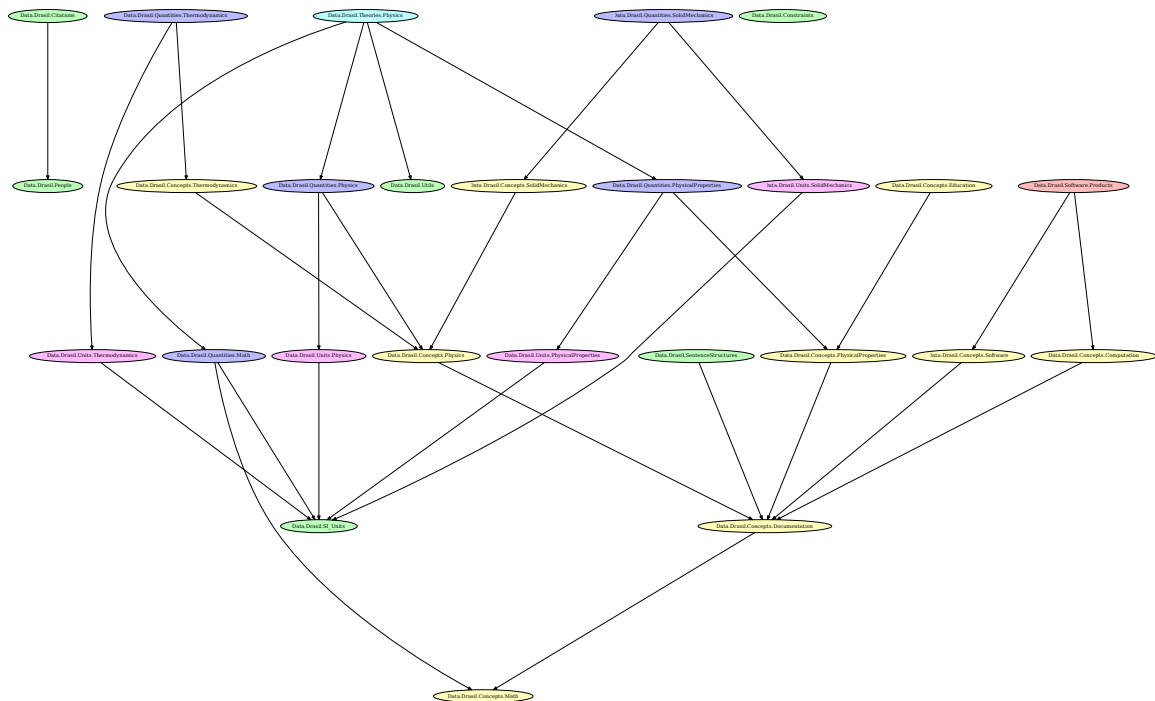 Data.Drasil.Citations
Data.Drasil.Quantities.Thermodynamics
Data.Drasil.Theories.Physics
Data.Drasil.Quantities.SolidMechanics
Data.Drasil.Constraints
Data.Drasil.People
Data.Drasil.Concepts.Thermodynamics
Data.Drasil.Quantities.Physics
Data.Drasil.Utils
Data.Drasil.Concepts.SolidMechanics
Data.Drasil.Quantities.PhysicalProperties
Data.Drasil.Units.SolidMechanics
Data.Drasil.Concepts.Education
Data.Drasil.Software.Products
Data.Drasil.Units.Thermodynamics
Data.Drasil.Quantities.Math
Data.Drasil.Units.Physics
Data.Drasil.Concepts.Physics
Data.Drasil.Units.PhysicalProperties
Data.Drasil.SentenceStructures
Data.Drasil.Concepts.PhysicalProperties
Data.Drasil.Concepts.Software
Data.Drasil.Concepts.Computation
Data.Drasil.SI_Units
Data.Drasil.Concepts.Documentation
Data.Drasil.Concepts.Math